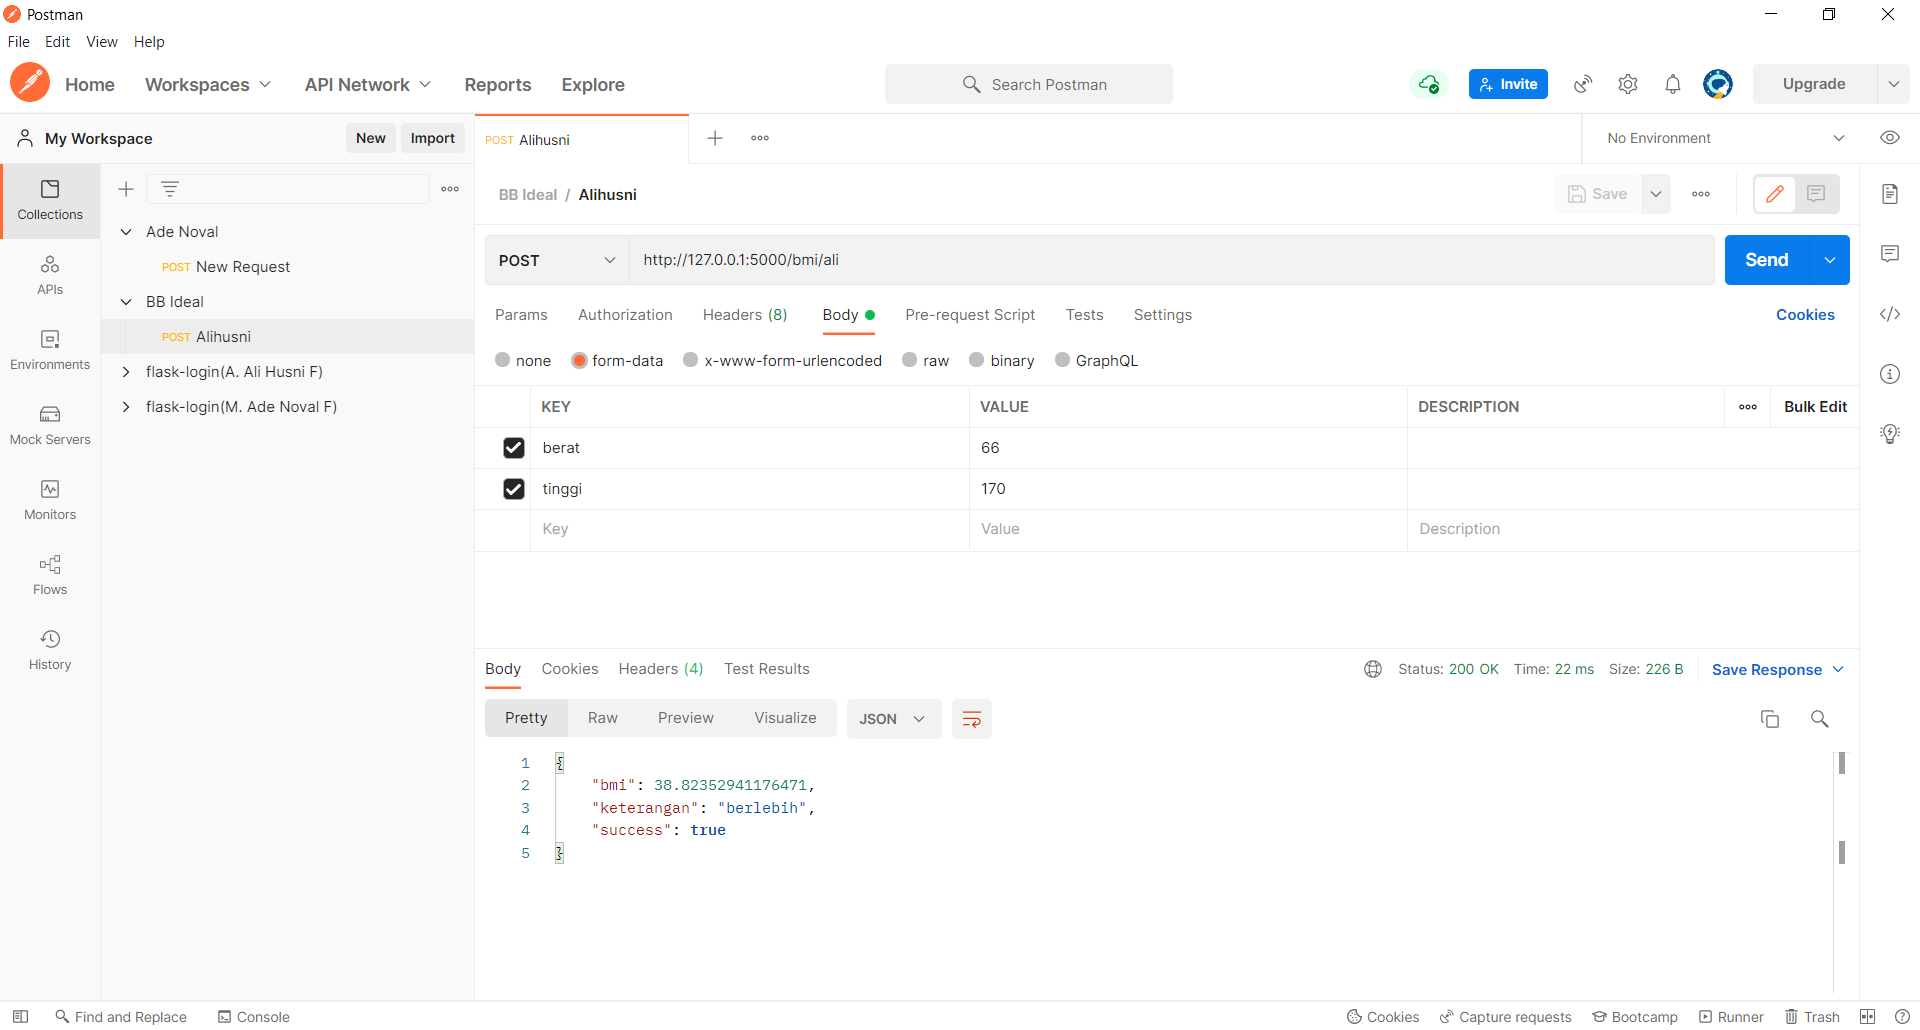 Postman
File Edit View Help
Home Workspaces API Network Reports Explore Search Postman Invite Upgrade
My Workspace New Import POST Alihusni No Environment
Collections
APIs
Environments
Mock Servers
Monitors
Flows
History
Ade Noval
POST New Request
BB Ideal
POST Alihusni
flask-login(A. Ali Husni F)
flask-login(M. Ade Noval F)
BB Ideal / Alihusni Save
POST http://127.0.0.1:5000/bmi/ali Send
Params Authorization Headers (8) Body Pre-request Script Tests Settings Cookies
none form-data x-www-form-urlencoded raw binary GraphQL
KEY VALUE DESCRIPTION Bulk Edit
berat 66
tinggi 170
Key Value Description
Body Cookies Headers (4) Test Results Status: 200 OK Time: 22 ms Size: 226 B Save Response
Pretty Raw Preview Visualize JSON
1 {
2 "bmi": 38.82352941176471,
3 "keterangan": "berlebih",
4 "success": true
5 }
Find and Replace Console Cookies Capture requests Bootcamp Runner Trash